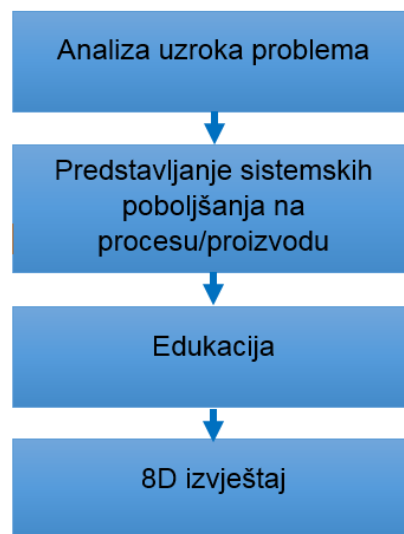 Analiza uzroka problema
Predstavljanje sistemskih
poboljšanja na
procesu/proizvodu
Edukacija
8D izvještaj